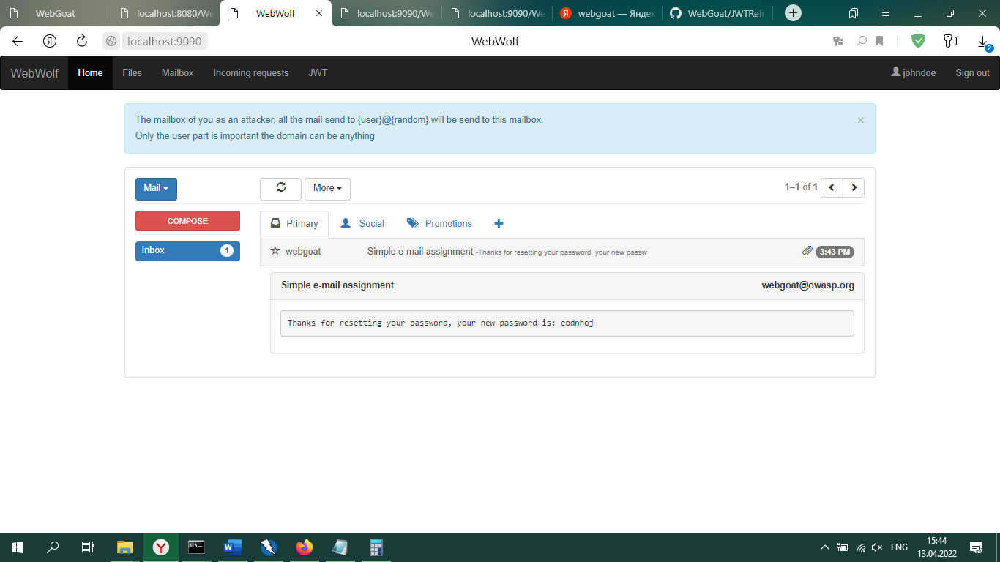 WebGoat
localhost:8080/We
WebWolf
localhost:9090/We
localhost:9090/We
webgoat — Яндек
WebGoat/JWTRefr
localhost:9090
WebWolf
2
WebWolf
Home
Files
Mailbox
Incoming requests
JWT
johndoe
Sign out
The mailbox of you as an attacker, all the mail send to {user}@{random} will be send to this mailbox.
Only the user part is important the domain can be anything
Mail
More
1–1 of 1
COMPOSE
Primary
Social
Promotions
Inbox
1
webgoat
Simple e-mail assignment -Thanks for resetting your password, your new passw
3:43 PM
Simple e-mail assignment
webgoat@owasp.org
Thanks for resetting your password, your new password is: eodnhoj
ENG
15:44
13.04.2022